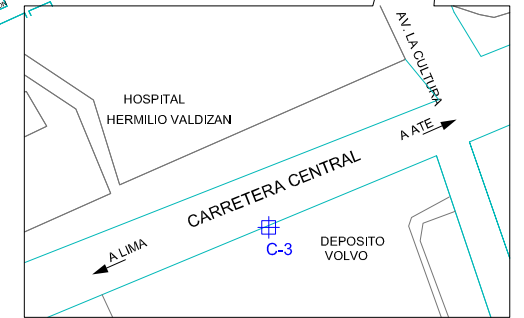 AV. LA CULTURA
HOSPITAL
HERMILIO VALDIZAN
A ATE
CARRETERA CENTRAL
A LIMA
C-3
DEPOSITO
VOLVO